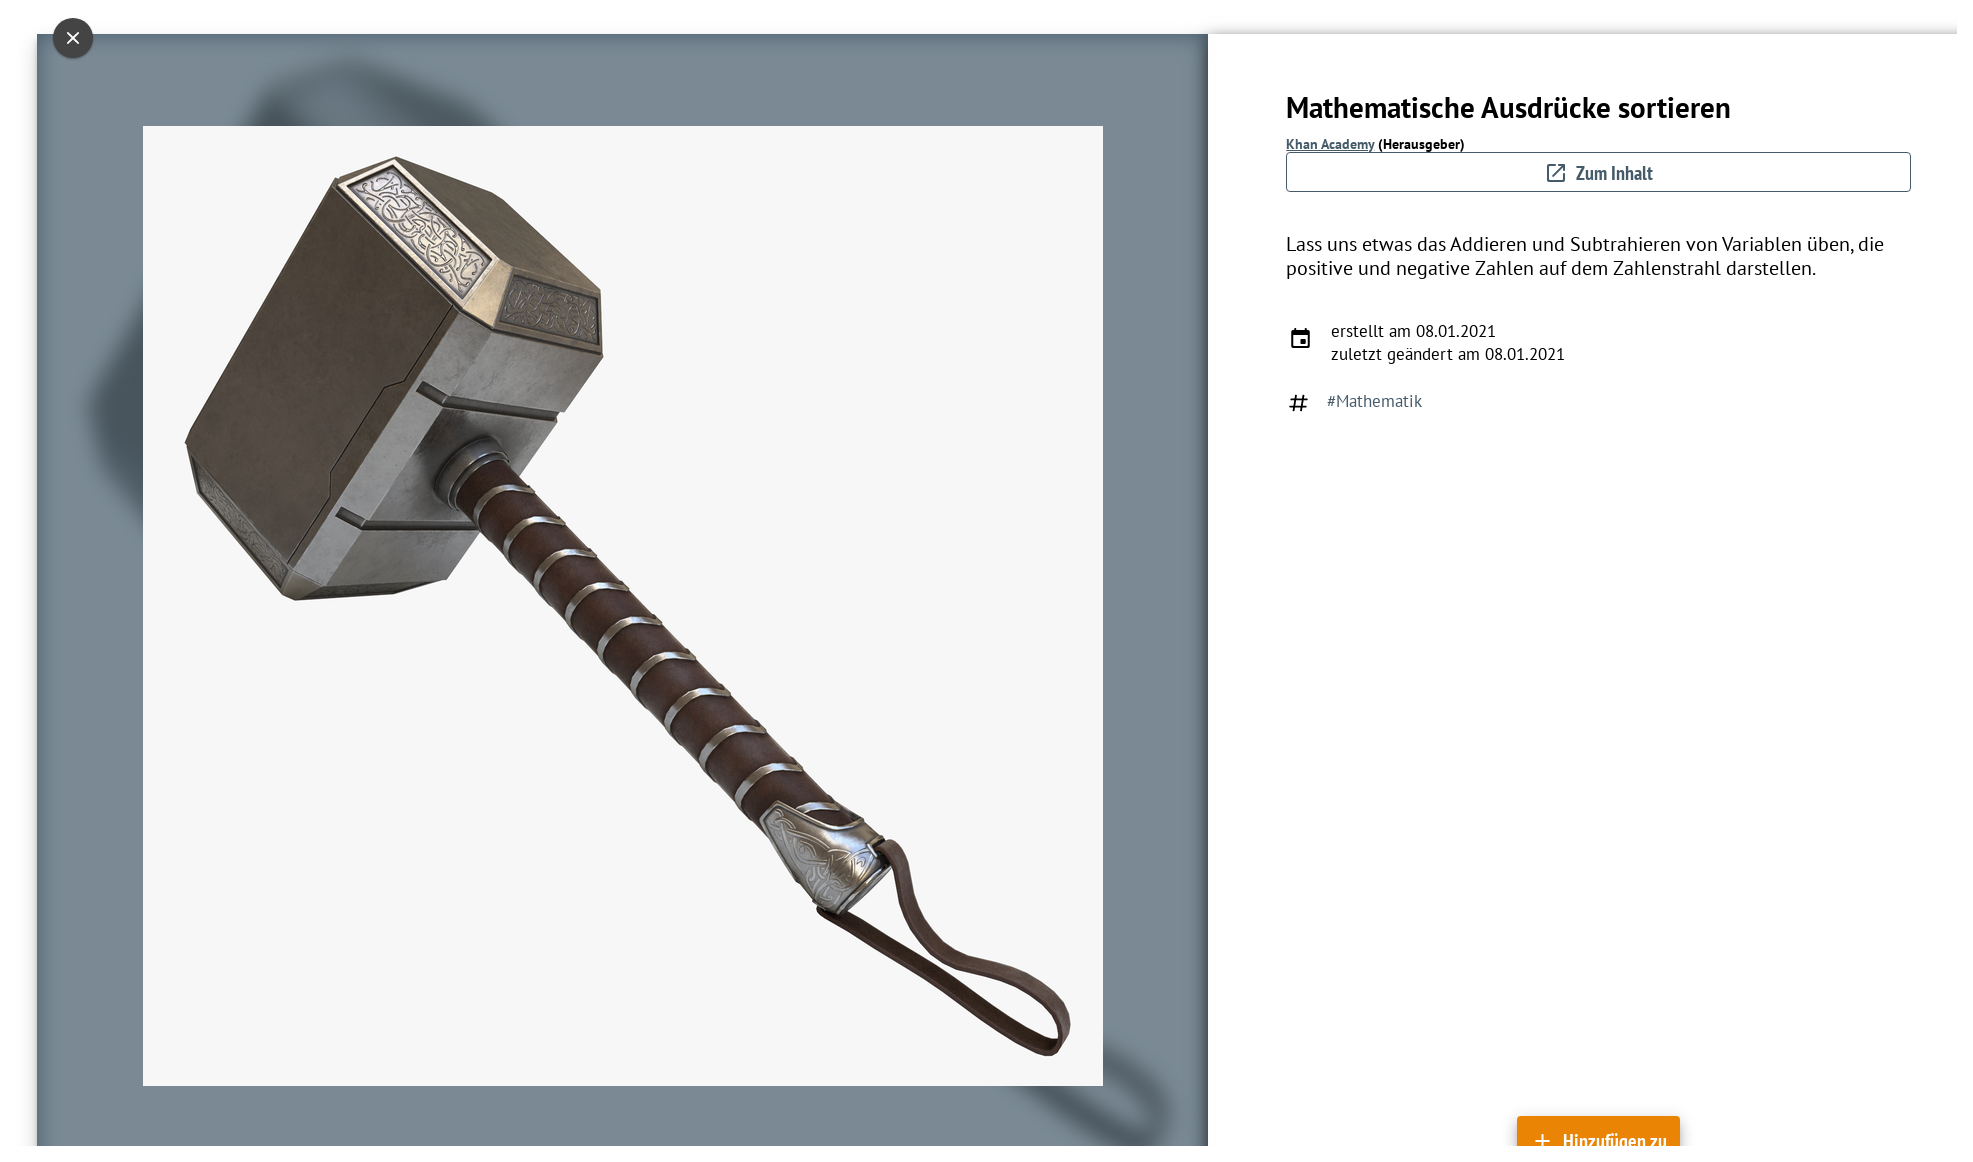 Mathematische Ausdrücke sortieren
Khan Academy (Herausgeber)
Zum Inhalt
Lass uns etwas das Addieren und Subtrahieren von Variablen üben, die
positive und negative Zahlen auf dem Zahlenstrahl darstellen.
erstellt am 08.01.2021
zuletzt geändert am 08.01.2021
#Mathematik
Hinzufügen zu